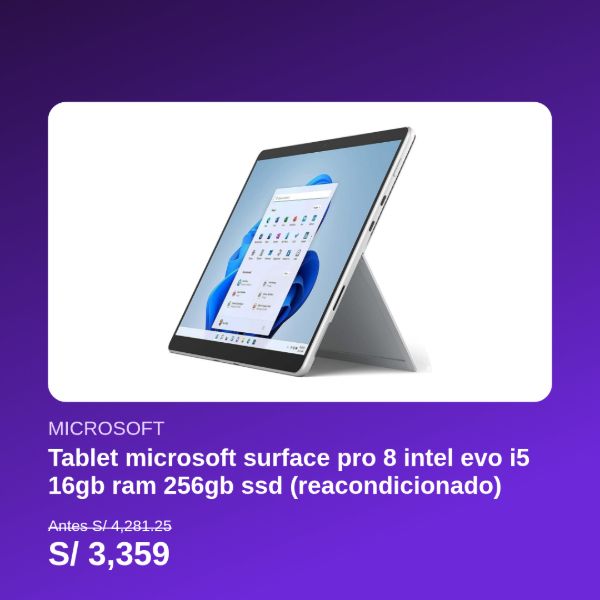 MICROSOFT
Tablet microsoft surface pro 8 intel evo i5
16gb ram 256gb ssd (reacondicionado)
Antes S/ 4,281.25
S/ 3,359